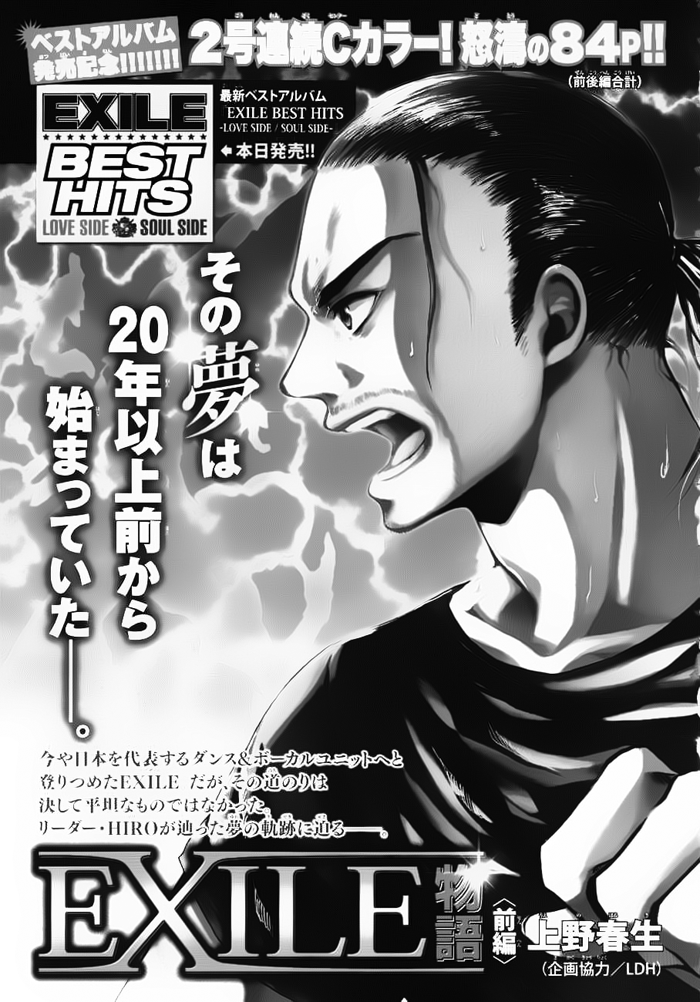 ベストアルバム
発売記念!!!!!!!
2号連続Cカラー! 怒濤の84P!!
(前後編合計)
EXILE
BEST
HITS
LOVE SIDE SOUL SIDE
最新ベストアルバム
EXILE BEST HITS
-LOVE SIDE / SOUL SIDE-
←本日発売!!
その夢は
20年以上前から
始まっていた――。
今や日本を代表するダンス&ボーカルユニットへと
登りつめたEXILE だが、その道のりは
決して平坦なものではなかった。
リーダー・HIROが辿った夢の軌跡に迫る――。
EXILE
物語
〈前編〉
上野春生
(企画協力/LDH)